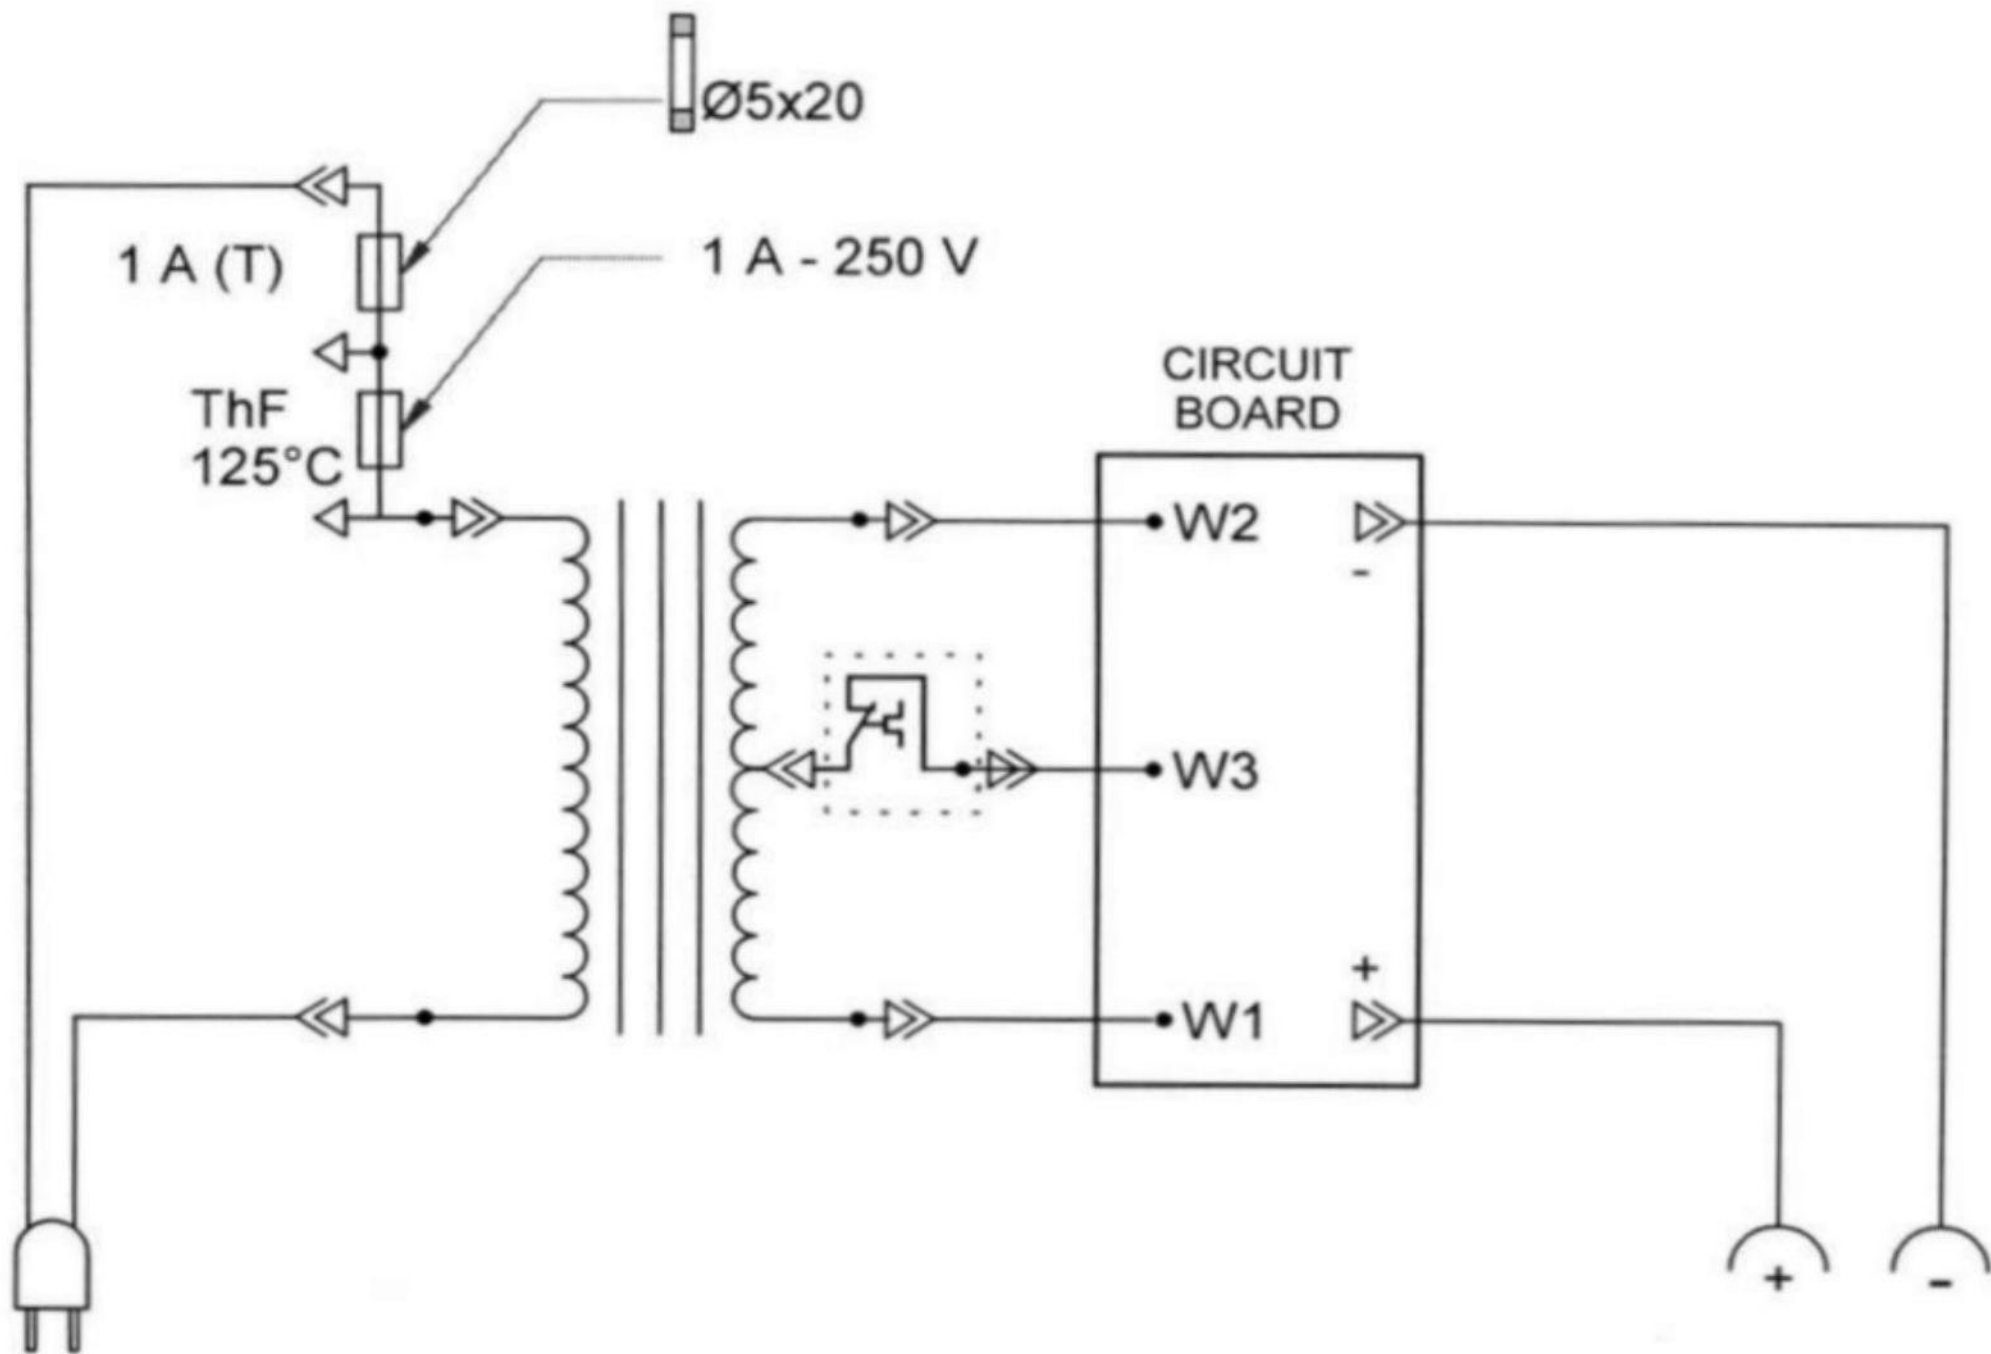 Ø5x20
1 A (T)
1 A - 250 V
ThF
125°C
CIRCUIT
BOARD
W2
-
W3
+
W1
+
-